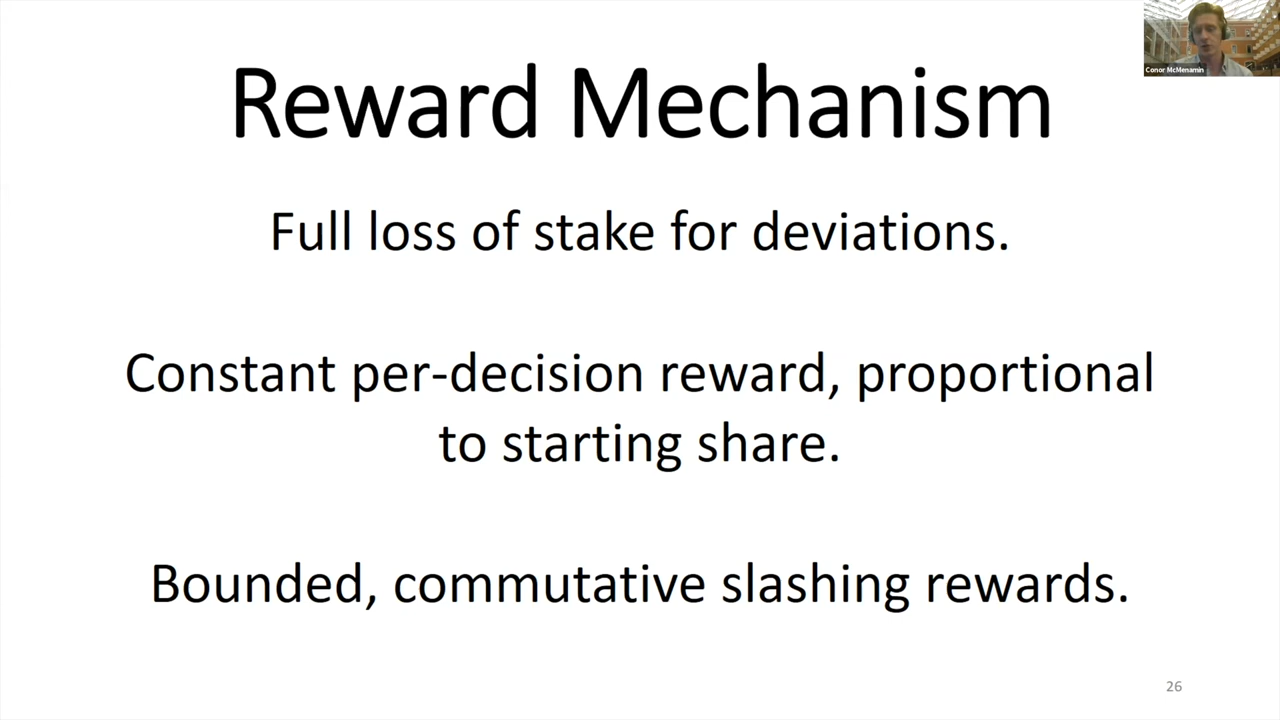 Conor McMenamin
Reward Mechanism
Full loss of stake for deviations.
Constant per-decision reward, proportional
to starting share.
Bounded, commutative slashing rewards.
26